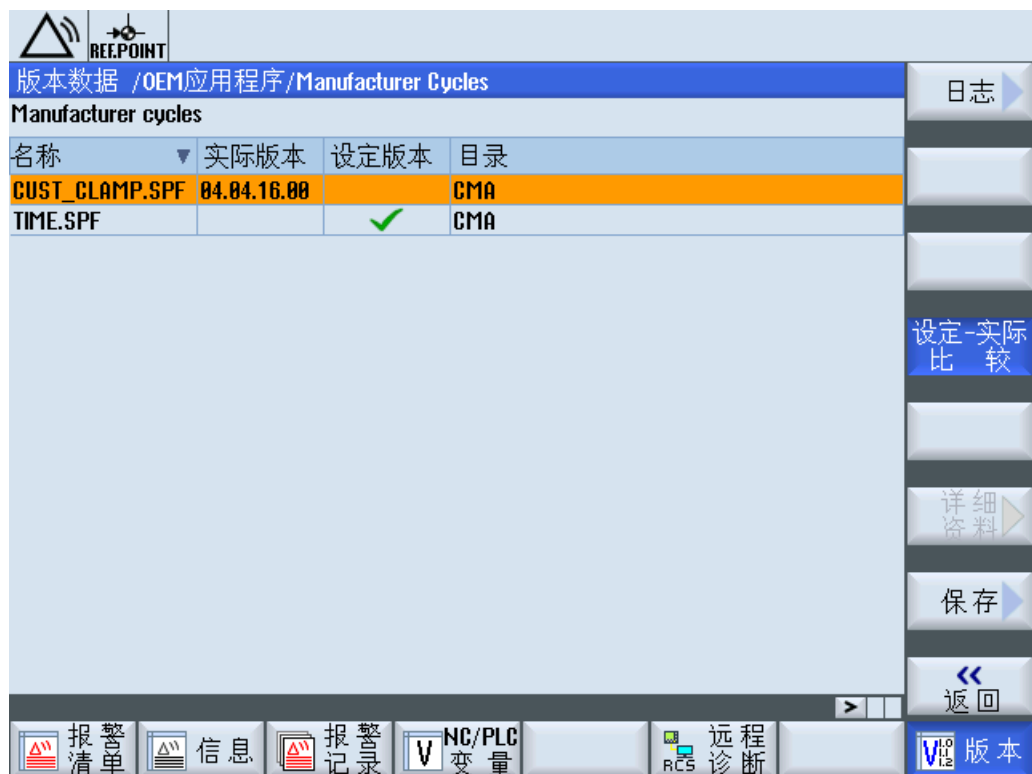 REF.POINT
版本数据 /OEM应用程序/Manufacturer Cycles
Manufacturer cycles
名称 实际版本 设定版本 目录
CUST_CLAMP.SPF 04.04.16.00 CMA
TIME.SPF CMA
日志
设定-实际
比 较
详细
资料
保存
<<
返回
>
报警
清单
信息
报警
记录
V
NC/PLC
变 量
RCS
远程
诊断
版本